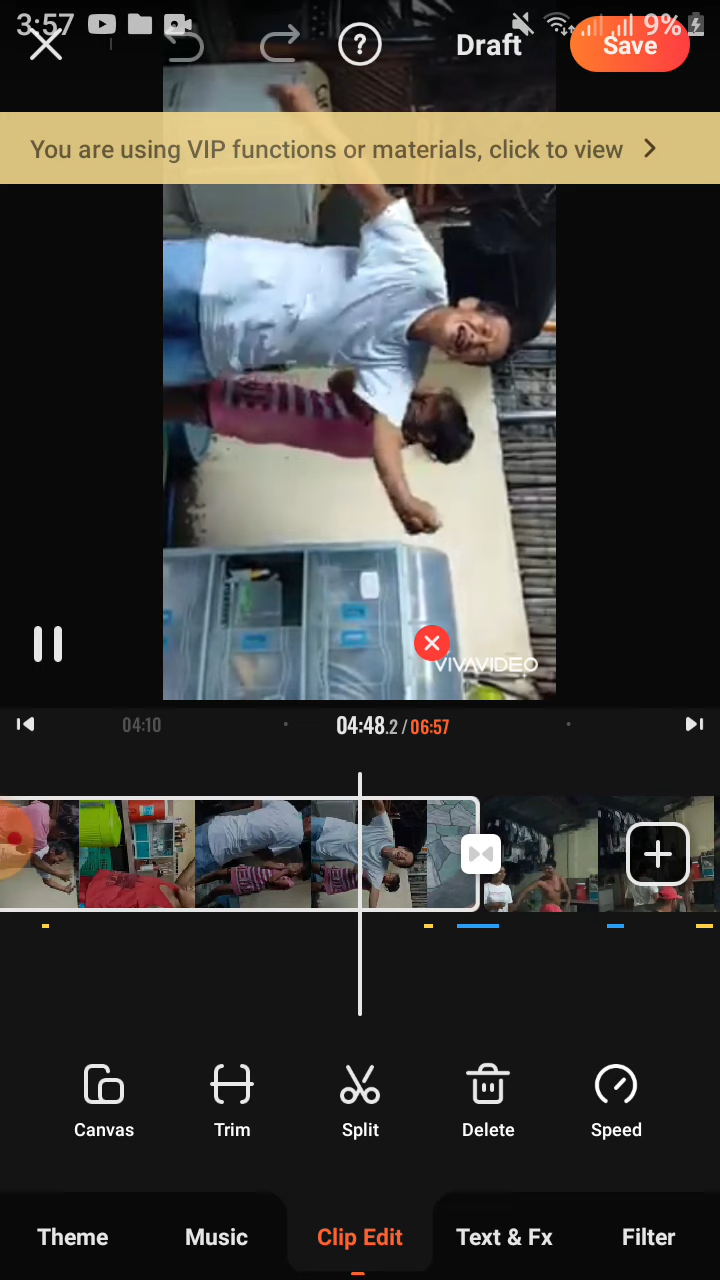 3:57
9%
?
Draft
Save
You are using VIP functions or materials, click to view
VIVAVIDEO
04:10
04:48.2 / 06:57
Canvas
Trim
Split
Delete
Speed
Theme
Music
Clip Edit
Text & Fx
Filter